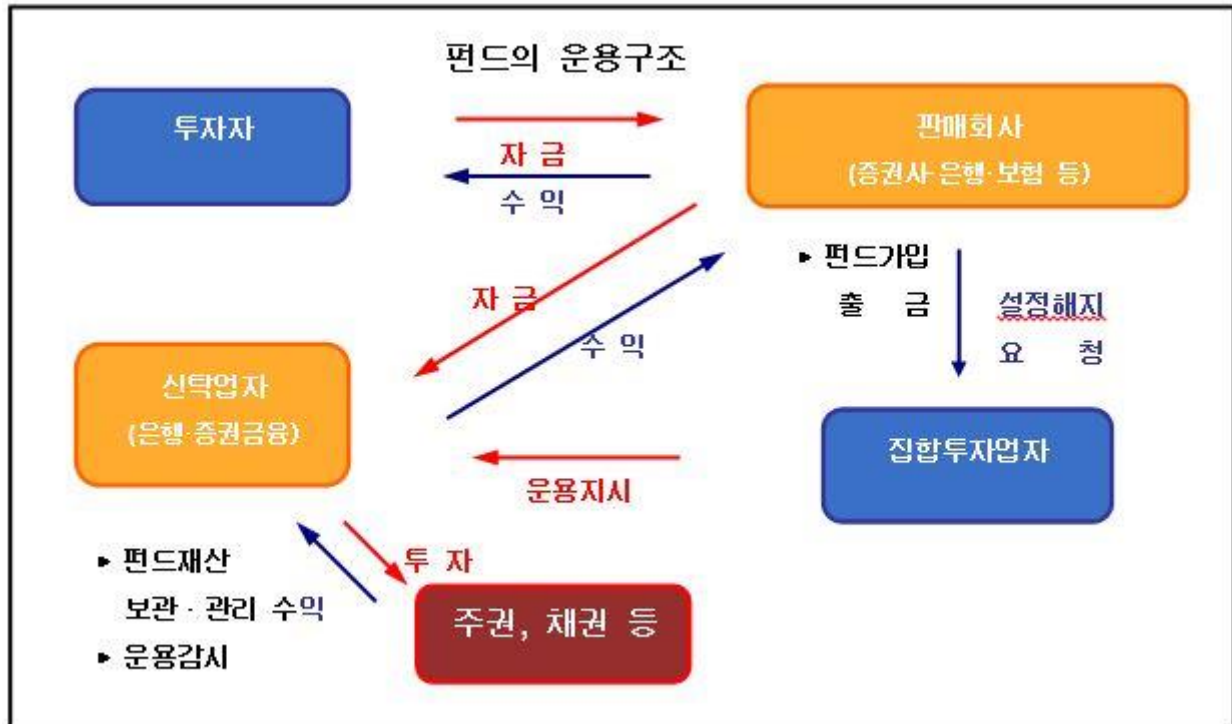 펀드의 운용구조
투자자
자 금
수 익
판매회사
(증권사·은행·보험 등)
자 금
수 익
▸ 펀드가입
출 금
설정해지
요 청
신탁업자
(은행·증권금융)
운용지시
집합투자업자
▸ 펀드재산
보관 · 관리 수익
▸ 운용감시
투 자
주권, 채권 등